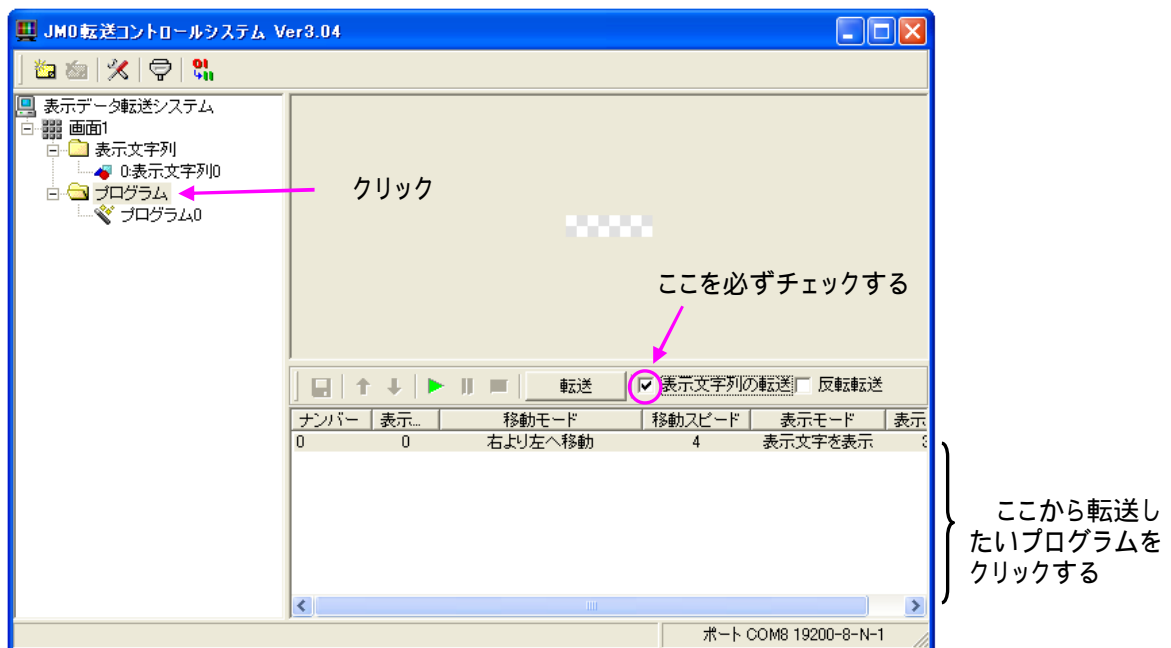 JM0転送コントロールシステム Ver3.04
表示データ転送システム
画面1
表示文字列
0:表示文字列0
プログラム
プログラム0
クリック
ここを必ずチェックする
転送
表示文字列の転送
反転転送
ナンバー 表示... 移動モード 移動スピード 表示モード 表示
0 0 右より左へ移動 4 表示文字を表示
ここから転送し
たいプログラムを
クリックする
ポート COM8 19200-8-N-1